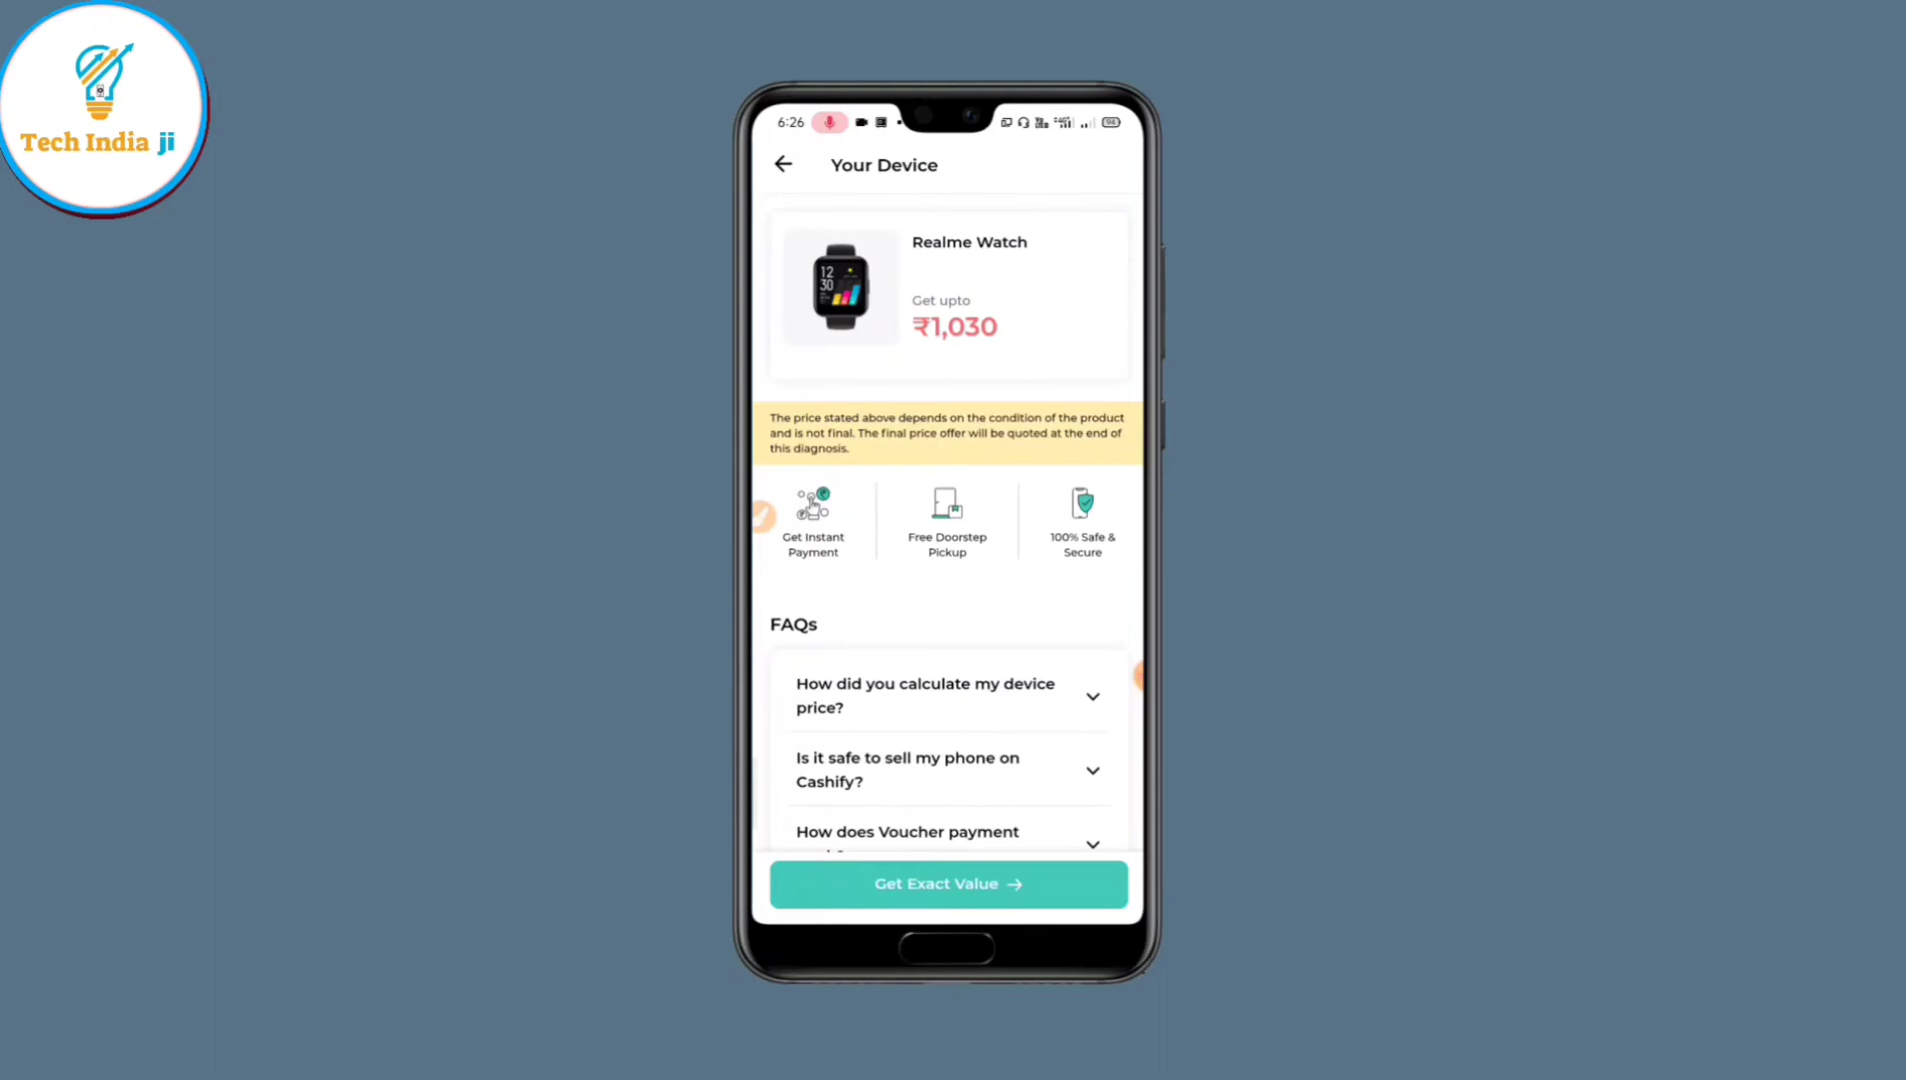 Tech India ji
6:26
94
Your Device
Realme Watch
12
30
Get upto
₹1,030
The price stated above depends on the condition of the product
and is not final. The final price offer will be quoted at the end of
this diagnosis.
Get Instant
Payment
Free Doorstep
Pickup
100% Safe &
Secure
FAQs
How did you calculate my device
price?
Is it safe to sell my phone on
Cashify?
How does Voucher payment
Get Exact Value →